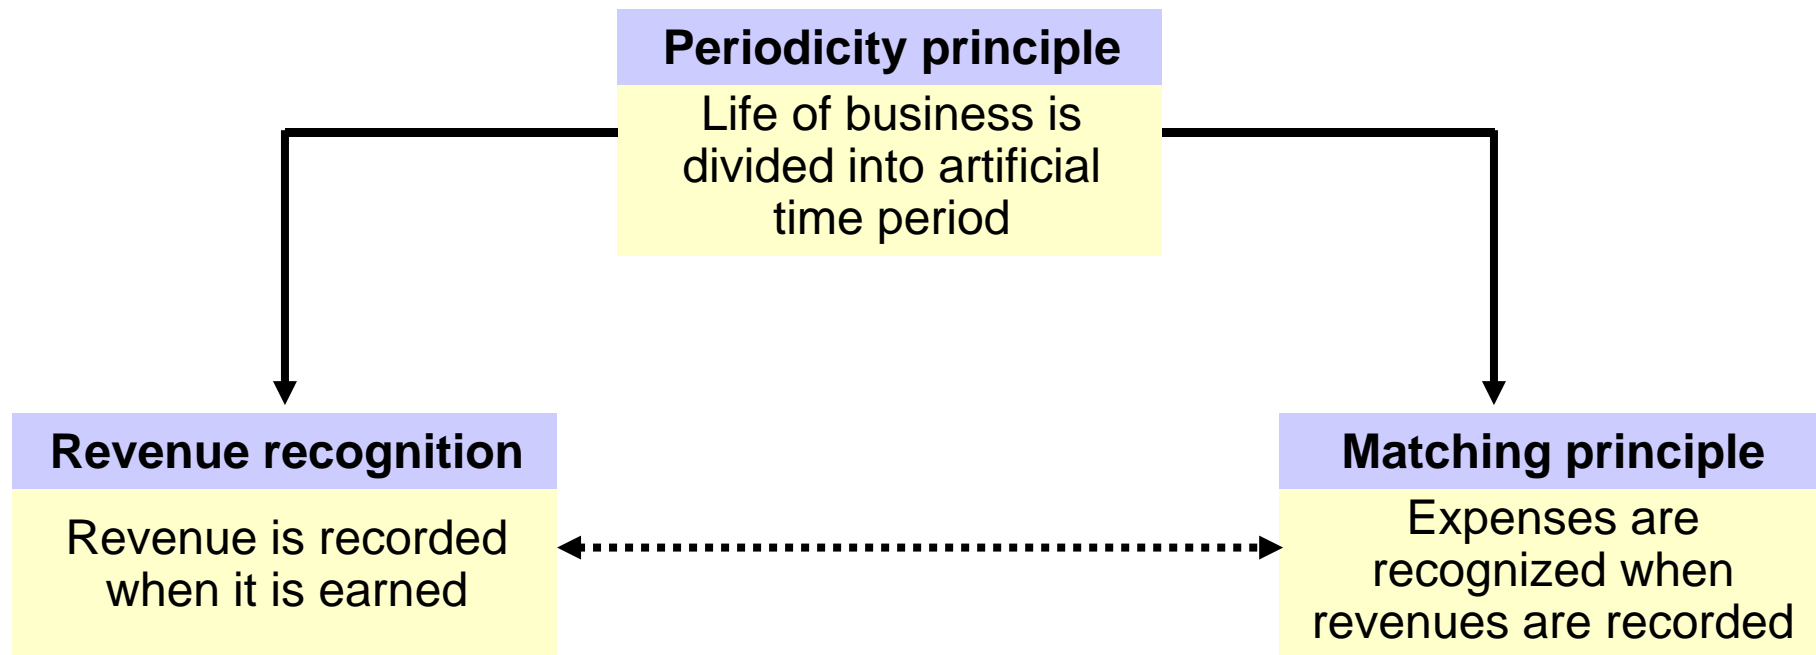 Periodicity principle
Life of business is
divided into artificial
time period
Revenue recognition
Revenue is recorded
when it is earned
Matching principle
Expenses are
recognized when
revenues are recorded